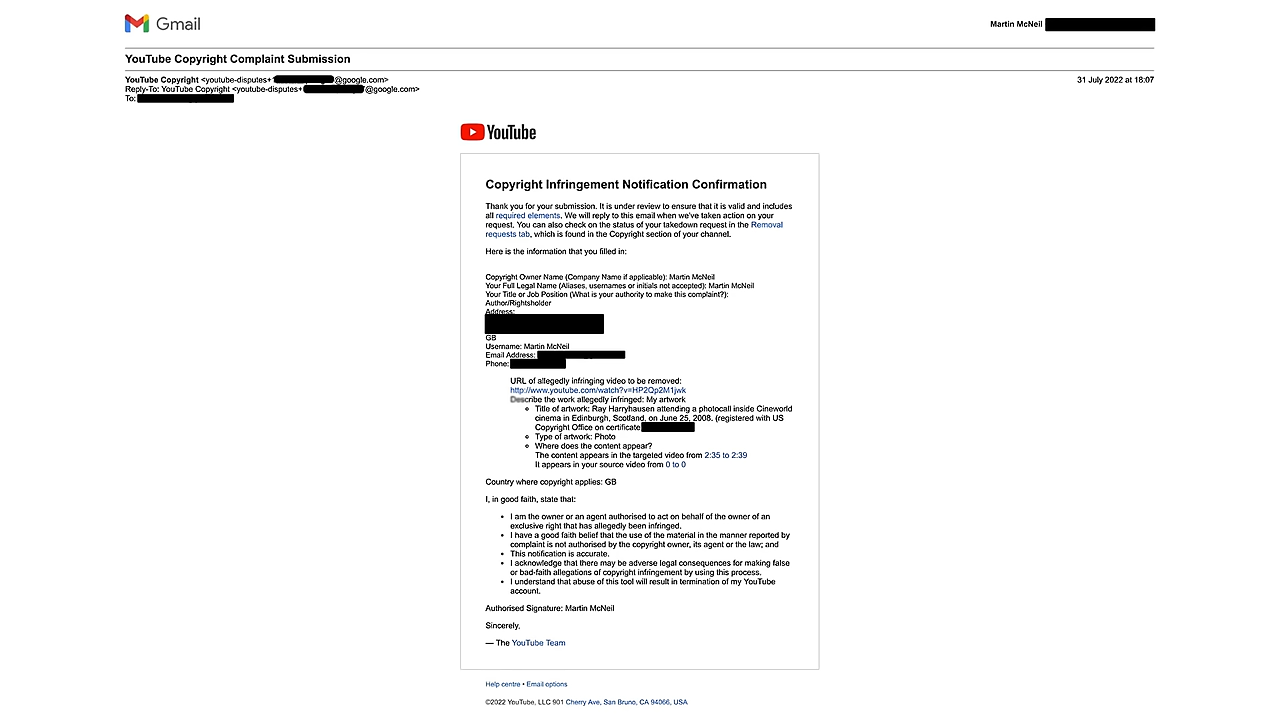 Gmail
Martin McNeil
YouTube Copyright Complaint Submission
YouTube Copyright <youtube-disputes+ @google.com>
31 July 2022 at 18:07
Reply-To: YouTube Copyright <youtube-disputes+ @google.com>
To:
YouTube
Copyright Infringement Notification Confirmation
Thank you for your submission. It is under review to ensure that it is valid and includes
all required elements. We will reply to this email when we've taken action on your
request. You can also check on the status of your takedown request in the Removal
requests tab, which is found in the Copyright section of your channel.
Here is the information that you filled in:
Copyright Owner Name (Company Name if applicable): Martin McNeil
Your Full Legal Name (Aliases, usernames or initials not accepted): Martin McNeil
Your Title or Job Position (What is your authority to make this complaint?):
Author/Rightsholder
Address:
GB
Username: Martin McNeil
Email Address:
Phone:
URL of allegedly infringing video to be removed:
http://www.youtube.com/watch?v=HP2Qp2M1jwk
Describe the work allegedly infringed: My artwork
Title of artwork: Ray Harryhausen attending a photocall inside Cineworld
cinema in Edinburgh, Scotland, on June 25, 2008. (registered with US
Copyright Office on certificate
Type of artwork: Photo
Where does the content appear?
The content appears in the targeted video from 2:35 to 2:39
It appears in your source video from 0 to 0
Country where copyright applies: GB
I, in good faith, state that:
• I am the owner or an agent authorised to act on behalf of the owner of an
exclusive right that has allegedly been infringed.
• I have a good faith belief that the use of the material in the manner reported by
complaint is not authorised by the copyright owner, its agent or the law; and
• This notification is accurate.
• I acknowledge that there may be adverse legal consequences for making false
or bad-faith allegations of copyright infringement by using this process.
• I understand that abuse of this tool will result in termination of my YouTube
account.
Authorised Signature: Martin McNeil
Sincerely,
— The YouTube Team
Help centre • Email options
©2022 YouTube, LLC 901 Cherry Ave, San Bruno, CA 94066, USA